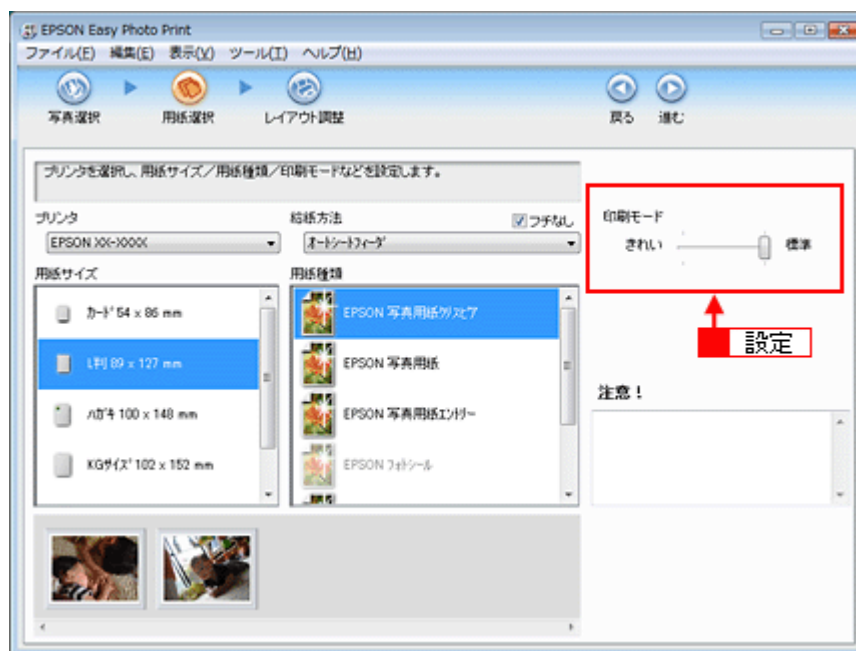 EPSON Easy Photo Print
ファイル(F) 編集(E) 表示(V) ツール(T) ヘルプ(H)
写真選択 用紙選択 レイアウト調整 戻る 進む
プリンタを選択し、用紙サイズ／用紙種類／印刷モードなどを設定します。
プリンタ 給紙方法 フチなし
EPSON XX-XXXX オートシートフィーダ
用紙サイズ 用紙種類
カード 54 x 86 mm
L判 89 x 127 mm
ハガキ 100 x 148 mm
KGサイズ 102 x 152 mm
EPSON 写真用紙クリスピア
EPSON 写真用紙
EPSON 写真用紙エントリー
EPSON フォトシール
印刷モード
きれい 標準
設定
注意！